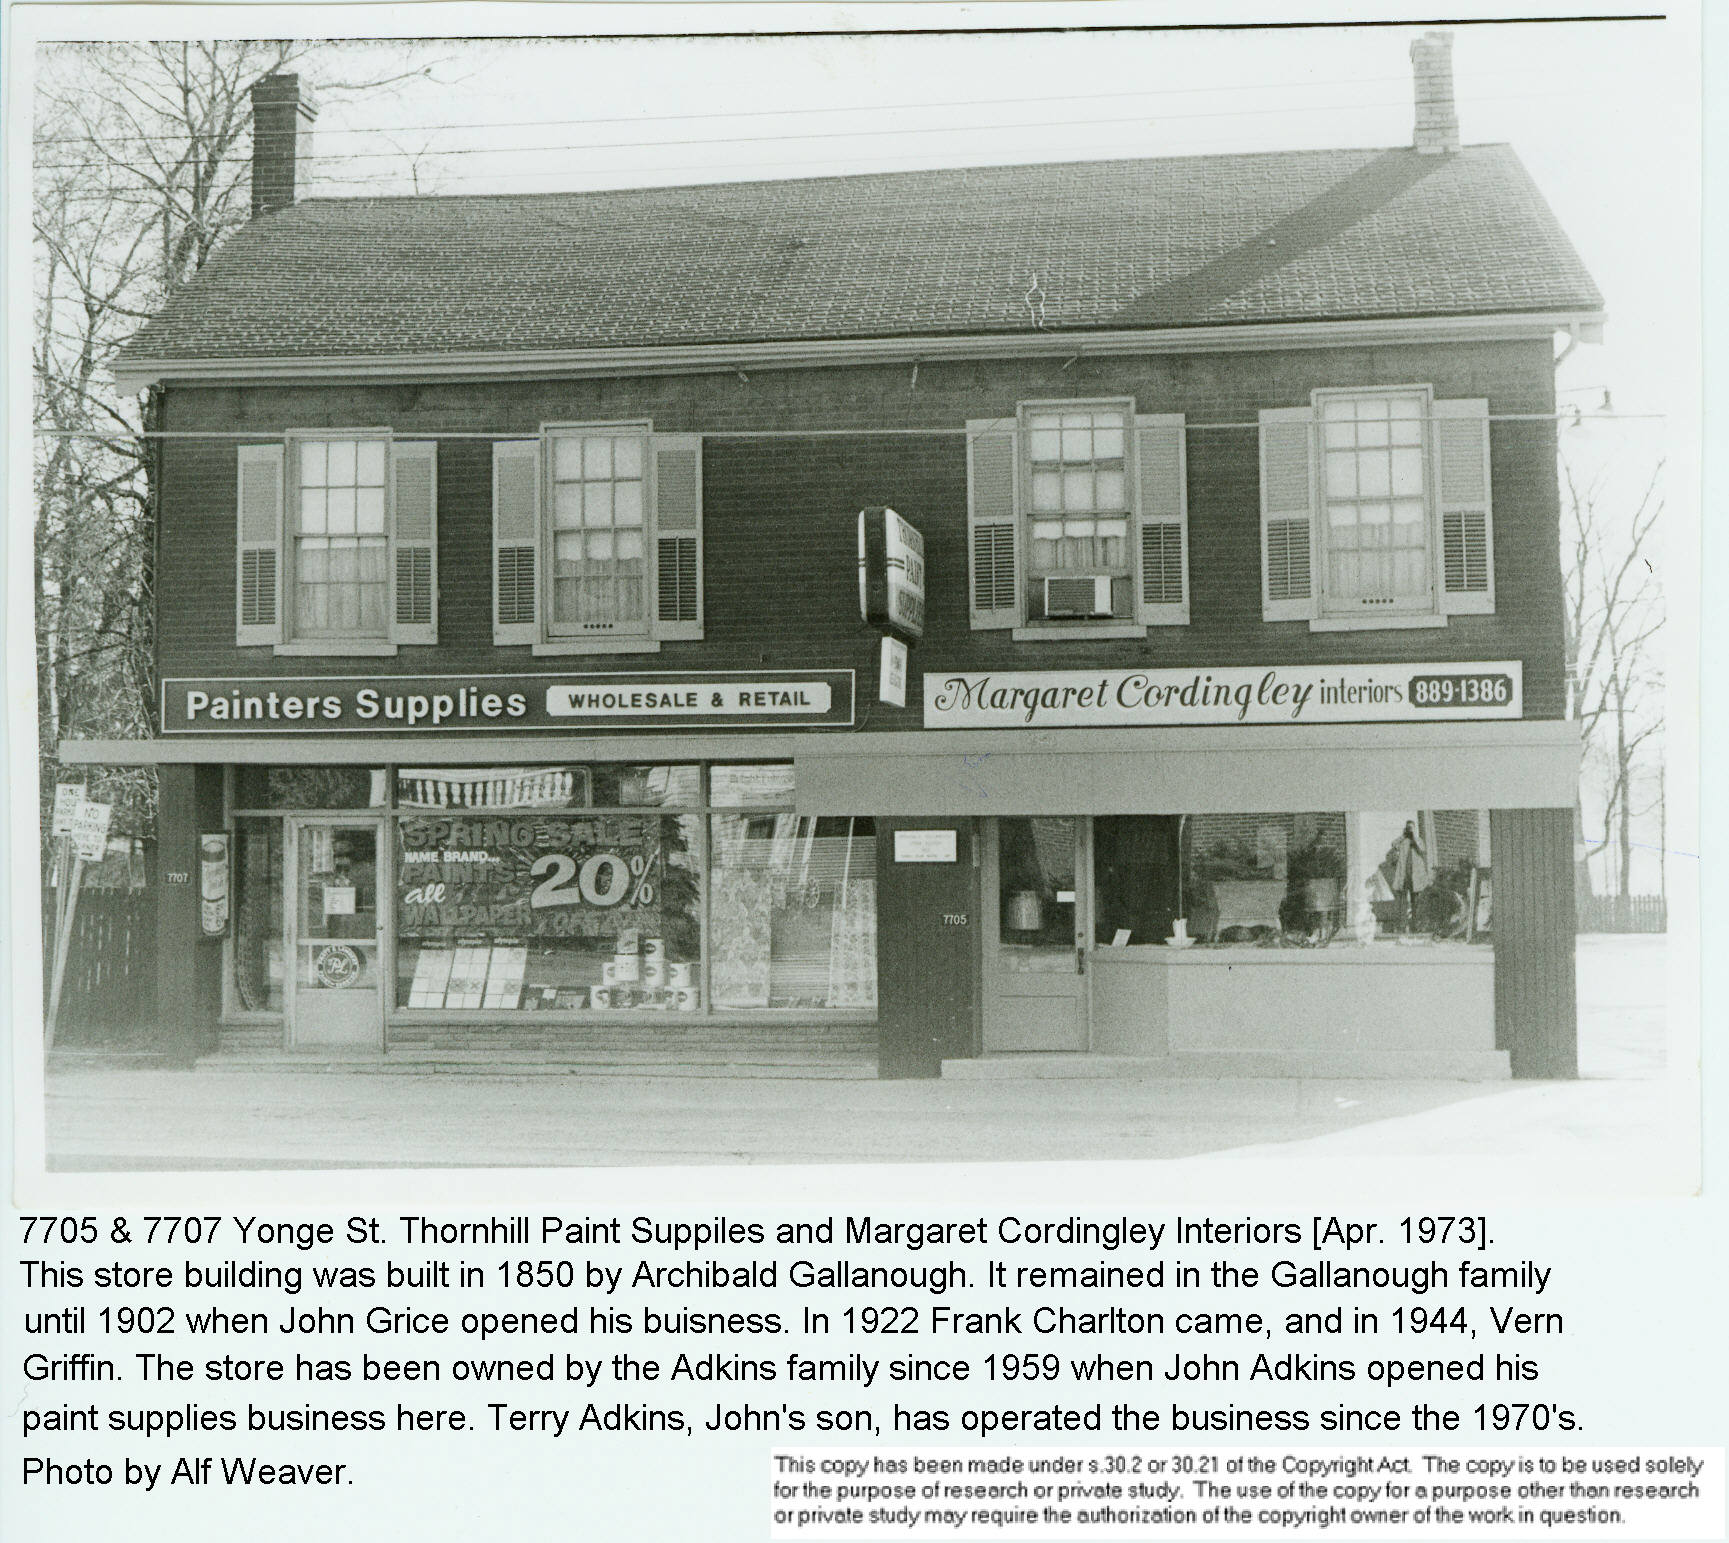 THORNHILL
PAINT
SUPPLIES
Painters Supplies WHOLESALE & RETAIL
Margaret Cordingley interiors 889-1386
ONE
HOUR
NO
PARKING
7707
SPRING SALE
NAME BRAND...
PAINTS
all
WALLPAPER
20%
OFF
7705
7705 & 7707 Yonge St. Thornhill Paint Suppiles and Margaret Cordingley Interiors [Apr. 1973].
This store building was built in 1850 by Archibald Gallanough. It remained in the Gallanough family
until 1902 when John Grice opened his buisness. In 1922 Frank Charlton came, and in 1944, Vern
Griffin. The store has been owned by the Adkins family since 1959 when John Adkins opened his
paint supplies business here. Terry Adkins, John's son, has operated the business since the 1970's.
Photo by Alf Weaver.
This copy has been made under s.30.2 or 30.21 of the Copyright Act. The copy is to be used solely
for the purpose of research or private study. The use of the copy for a purpose other than research
or private study may require the authorization of the copyright owner of the work in question.